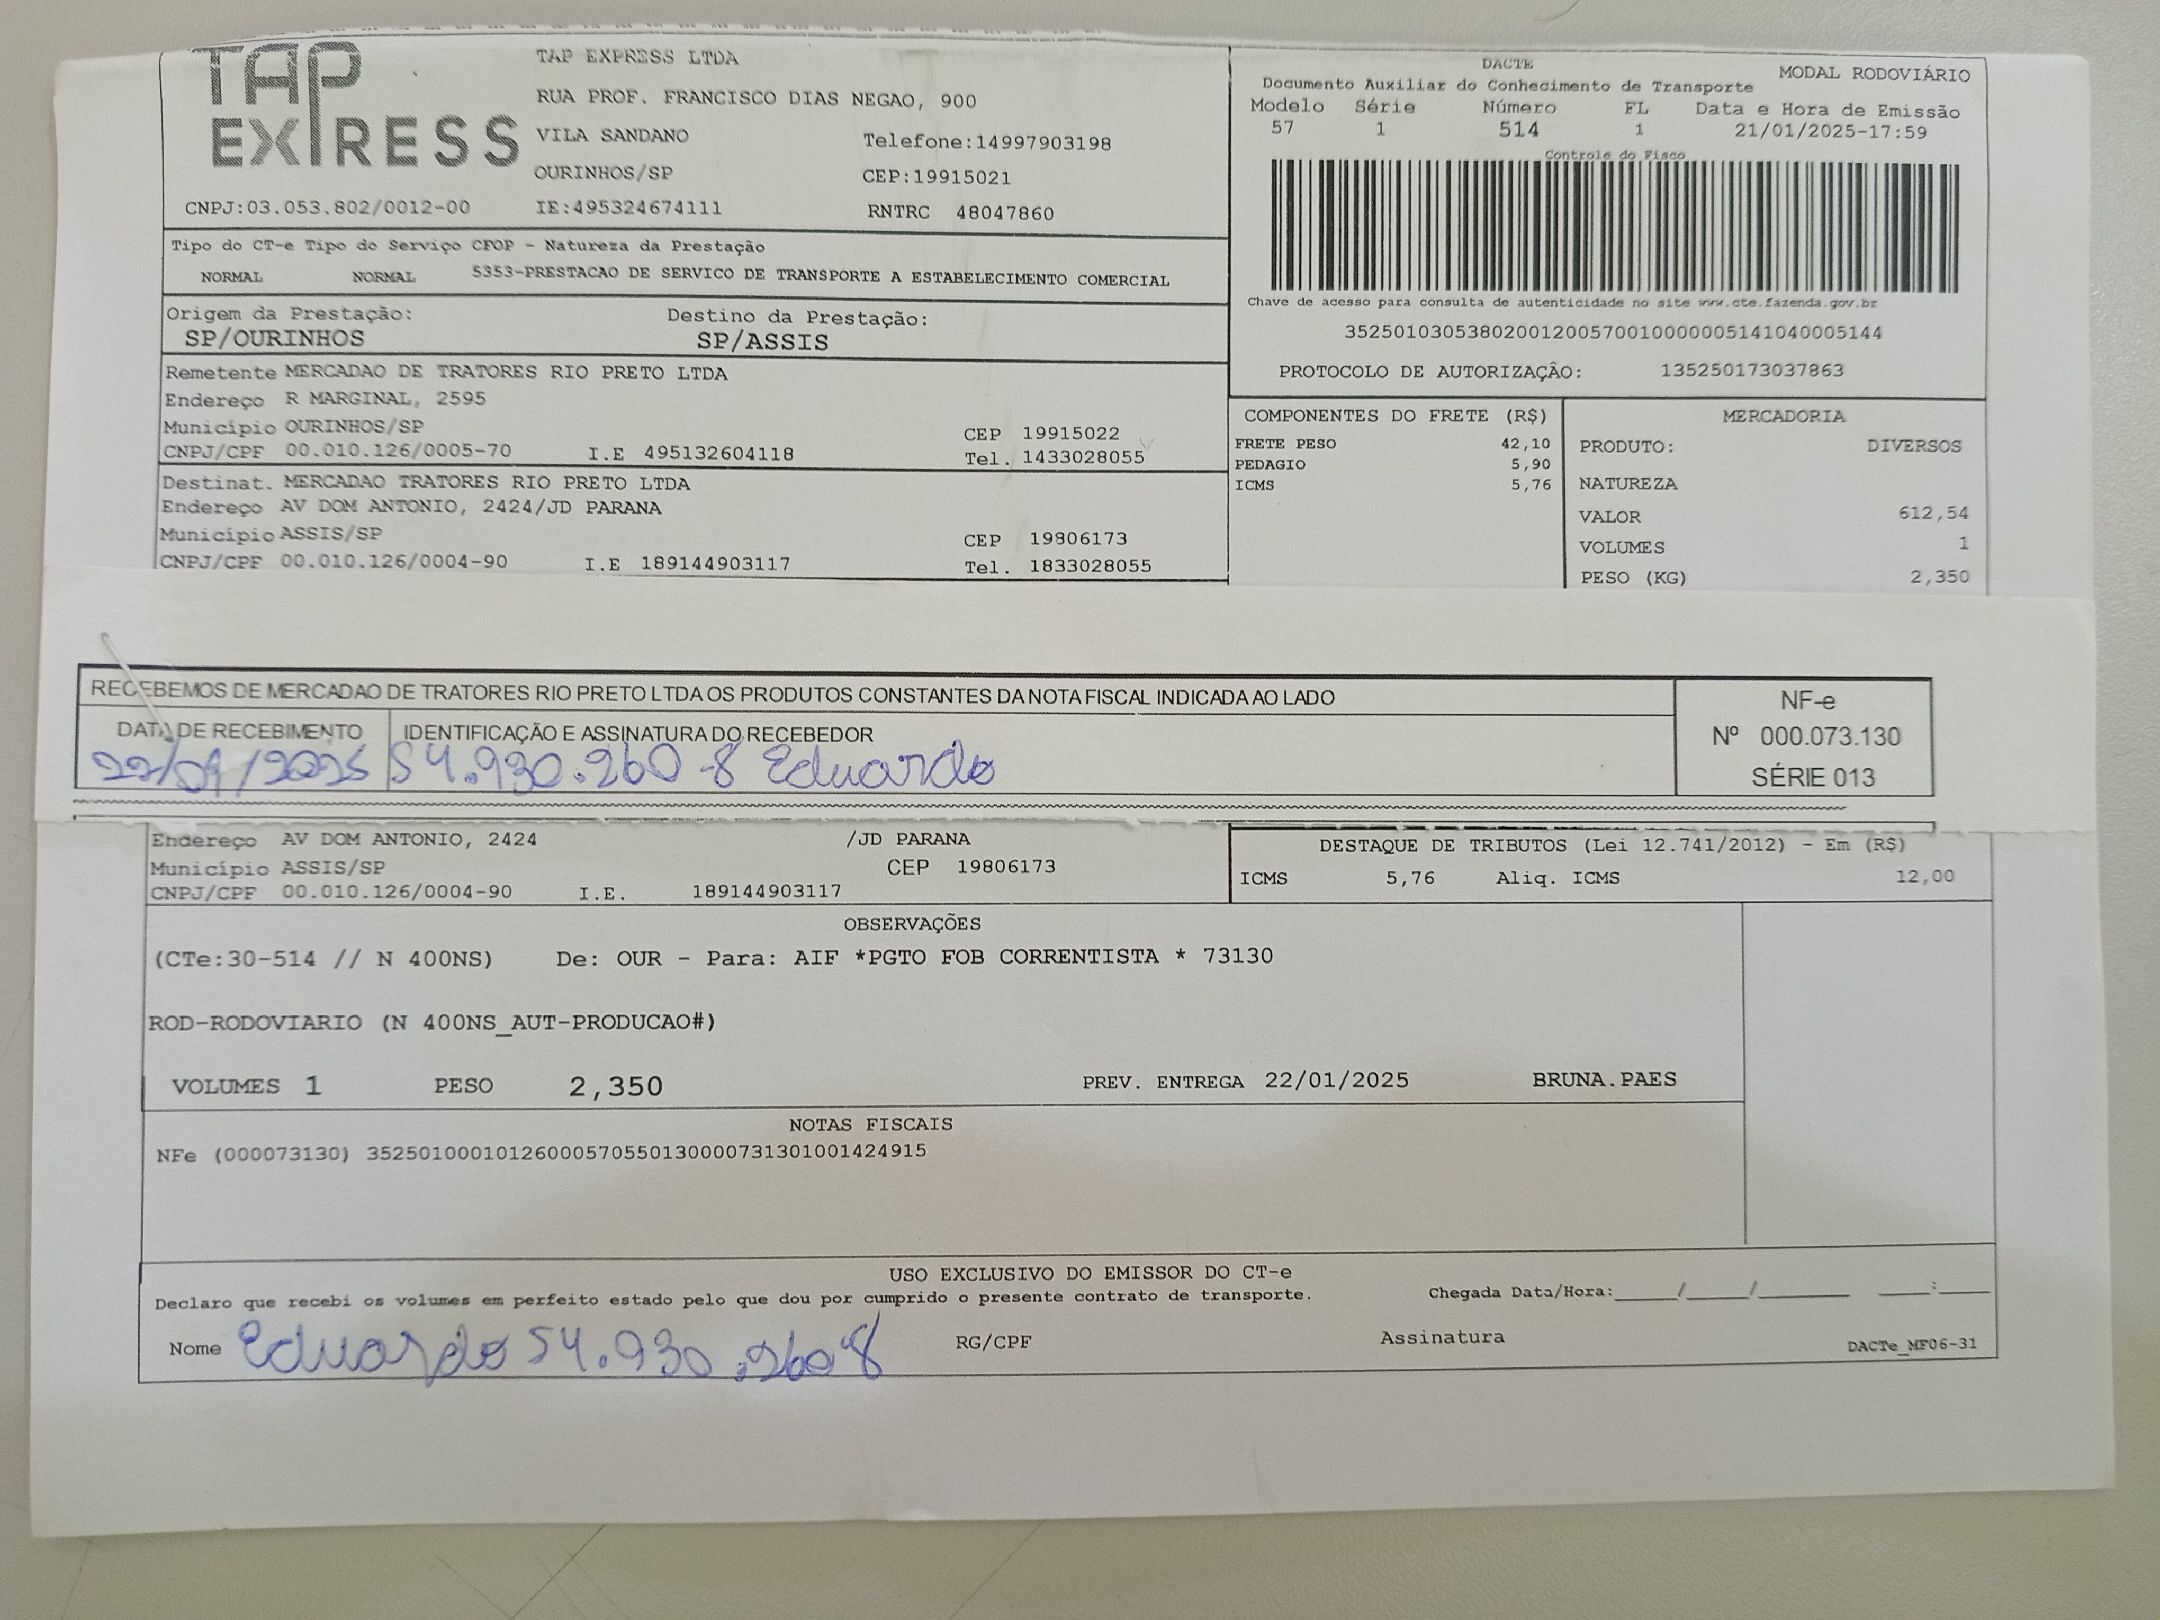 TAP
EXPRESS
TAP EXPRESS LTDA
RUA PROF. FRANCISCO DIAS NEGAO, 900
VILA SANDANO Telefone:14997903198
OURINHOS/SP CEP:19915021
CNPJ:03.053.802/0012-00 IE:495324674111 RNTRC 48047860
DACTE
MODAL RODOVIÁRIO
Documento Auxiliar do Conhecimento de Transporte
Modelo Série Número FL Data e Hora de Emissão
57 1 514 1 21/01/2025-17:59
Controle do Fisco
Chave de acesso para consulta de autenticidade no site www.cte.fazenda.gov.br
35250103053802001200570010000005141040005144
PROTOCOLO DE AUTORIZAÇÃO: 135250173037863
Tipo do CT-e Tipo do Serviço CFOP - Natureza da Prestação
NORMAL NORMAL 5353-PRESTACAO DE SERVICO DE TRANSPORTE A ESTABELECIMENTO COMERCIAL
Origem da Prestação: Destino da Prestação:
SP/OURINHOS SP/ASSIS
Remetente MERCADAO DE TRATORES RIO PRETO LTDA
Endereço R MARGINAL, 2595
Município OURINHOS/SP CEP 19915022
CNPJ/CPF 00.010.126/0005-70 I.E 495132604118 Tel. 1433028055
Destinat. MERCADAO TRATORES RIO PRETO LTDA
Endereço AV DOM ANTONIO, 2424/JD PARANA
Município ASSIS/SP CEP 19806173
CNPJ/CPF 00.010.126/0004-90 I.E 189144903117 Tel. 1833028055
COMPONENTES DO FRETE (R$)
FRETE PESO 42,10
PEDAGIO 5,90
ICMS 5,76
MERCADORIA
PRODUTO: DIVERSOS
NATUREZA
VALOR 612,54
VOLUMES 1
PESO (KG) 2,350
RECEBEMOS DE MERCADAO DE TRATORES RIO PRETO LTDA OS PRODUTOS CONSTANTES DA NOTA FISCAL INDICADA AO LADO
DATA DE RECEBIMENTO IDENTIFICAÇÃO E ASSINATURA DO RECEBEDOR
22/01/2025 54.930.260-8 Eduardo
NF-e
Nº 000.073.130
SÉRIE 013
Endereço AV DOM ANTONIO, 2424 /JD PARANA
Município ASSIS/SP CEP 19806173
CNPJ/CPF 00.010.126/0004-90 I.E. 189144903117
DESTAQUE DE TRIBUTOS (Lei 12.741/2012) - Em (R$)
ICMS 5,76 Aliq. ICMS 12,00
OBSERVAÇÕES
(CTe:30-514 // N 400NS) De: OUR - Para: AIF *PGTO FOB CORRENTISTA * 73130
ROD-RODOVIARIO (N 400NS_AUT-PRODUCAO#)
VOLUMES 1 PESO 2,350 PREV. ENTREGA 22/01/2025 BRUNA.PAES
NOTAS FISCAIS
NFe (000073130) 35250100010126000570550130000731301001424915
USO EXCLUSIVO DO EMISSOR DO CT-e
Declaro que recebi os volumes em perfeito estado pelo que dou por cumprido o presente contrato de transporte. Chegada Data/Hora:_____/_____/________ ____:____
Nome Eduardo 54.930.260 8 RG/CPF Assinatura DACTe_MF06-31